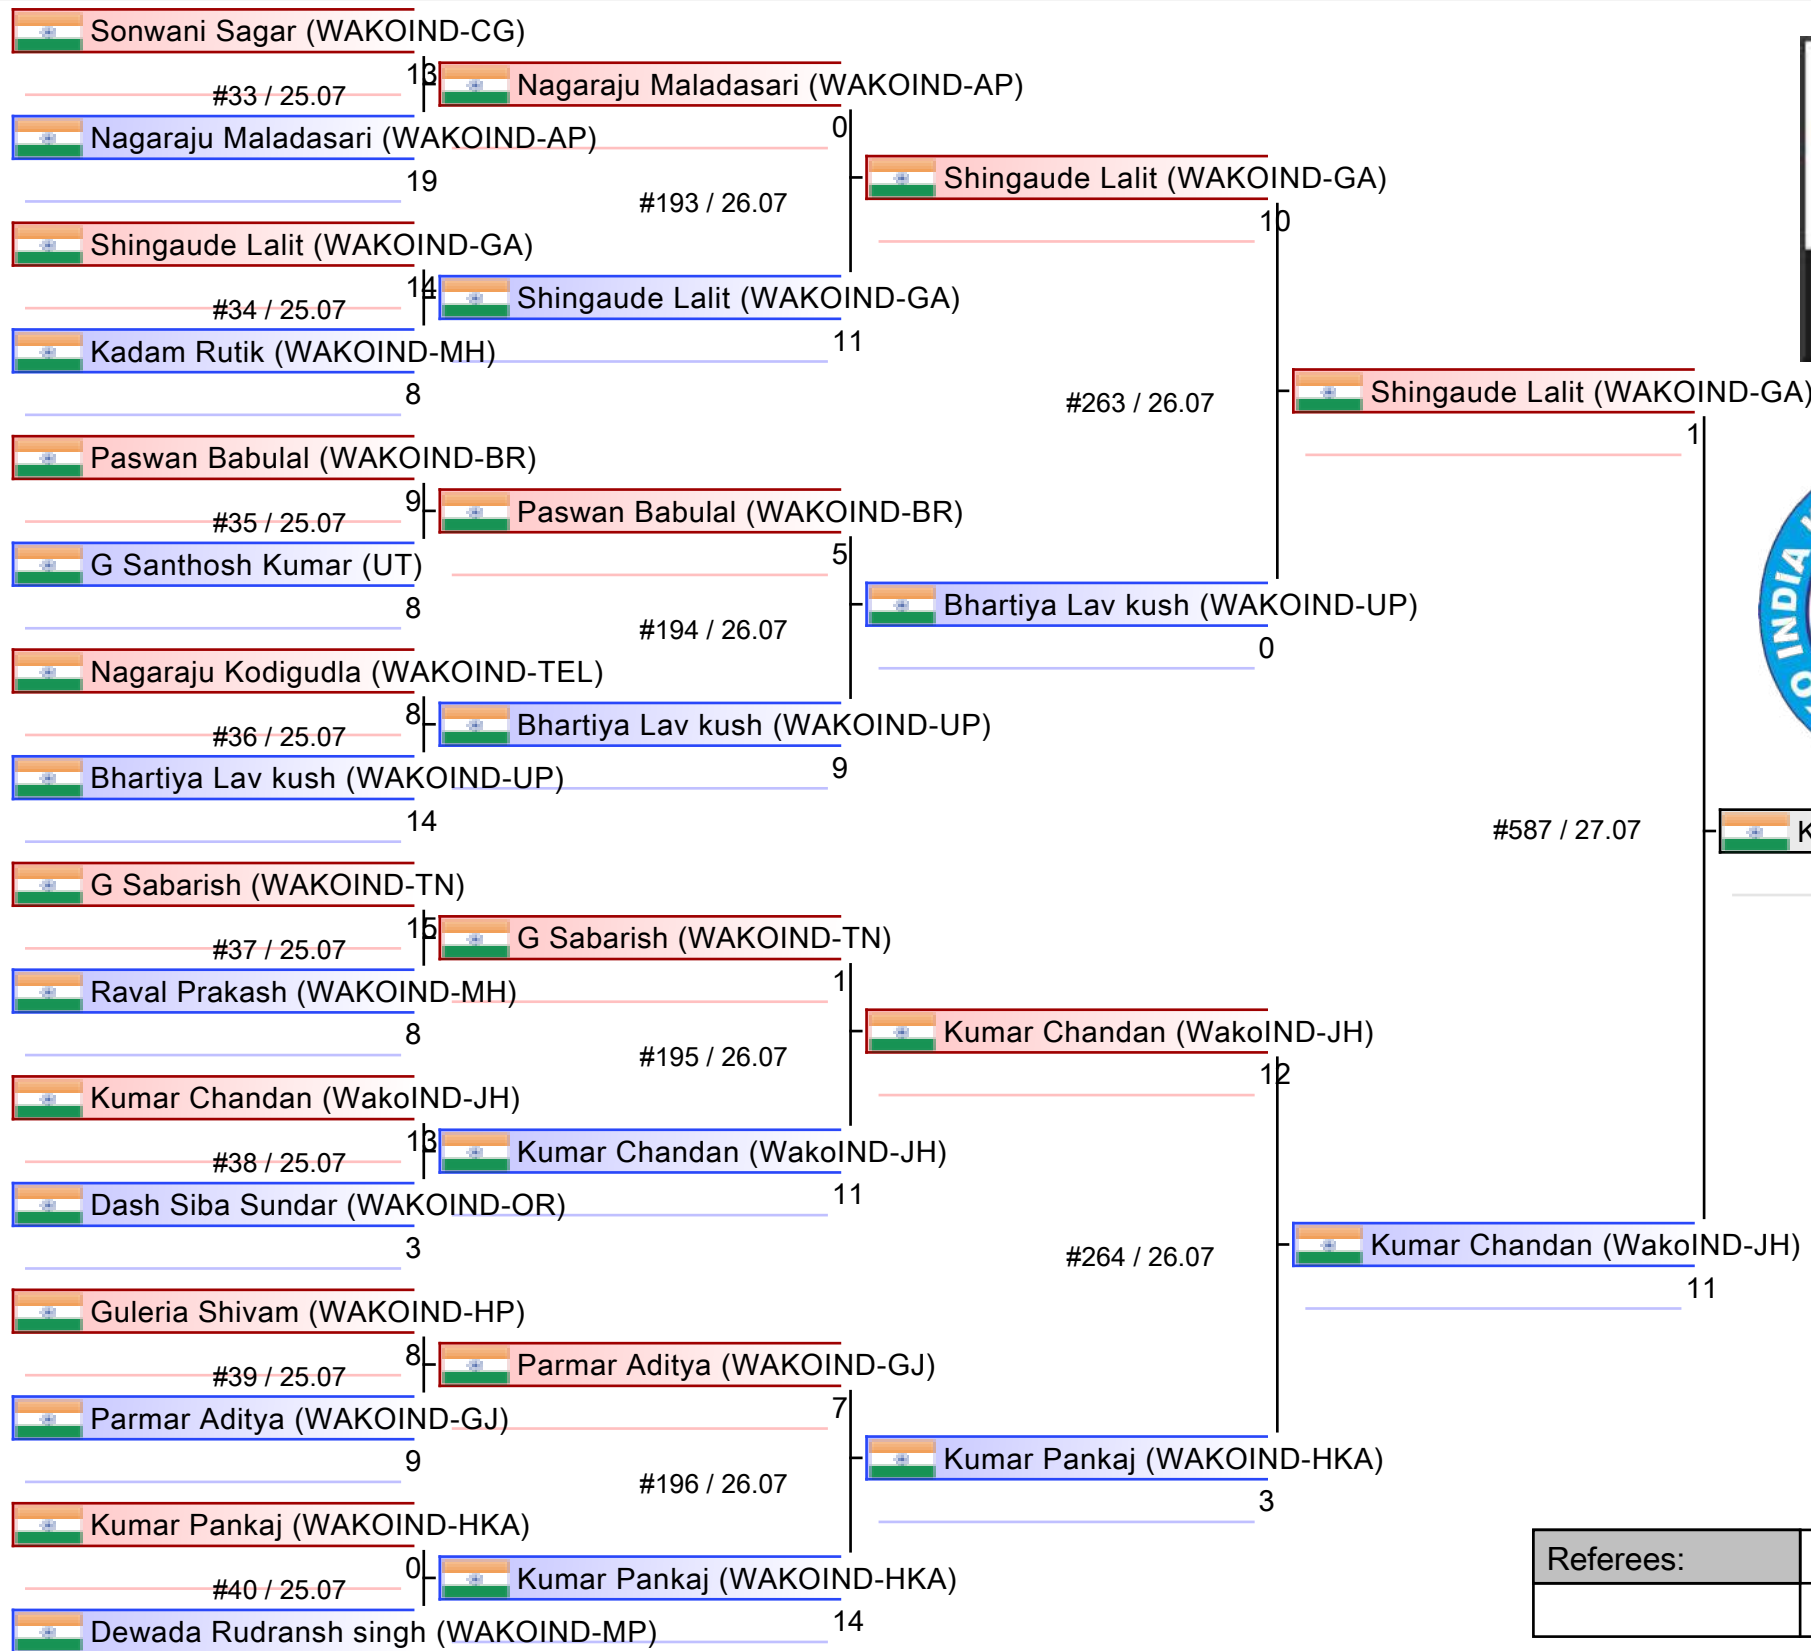 Sonwani Sagar (WAKOIND-CG)
13
#33 / 25.07
Nagaraju Maladasari (WAKOIND-AP)
19
Shingaude Lalit (WAKOIND-GA)
14
#34 / 25.07
Kadam Rutik (WAKOIND-MH)
8
Paswan Babulal (WAKOIND-BR)
9
#35 / 25.07
G Santhosh Kumar (UT)
8
Nagaraju Kodigudla (WAKOIND-TEL)
8
#36 / 25.07
Bhartiya Lav kush (WAKOIND-UP)
14
G Sabarish (WAKOIND-TN)
15
#37 / 25.07
Raval Prakash (WAKOIND-MH)
8
Kumar Chandan (WakoIND-JH)
13
#38 / 25.07
Dash Siba Sundar (WAKOIND-OR)
3
Guleria Shivam (WAKOIND-HP)
8
#39 / 25.07
Parmar Aditya (WAKOIND-GJ)
9
Kumar Pankaj (WAKOIND-HKA)
0
#40 / 25.07
Dewada Rudransh singh (WAKOIND-MP)
Nagaraju Maladasari (WAKOIND-AP)
0
#193 / 26.07
Shingaude Lalit (WAKOIND-GA)
11
Paswan Babulal (WAKOIND-BR)
5
#194 / 26.07
Bhartiya Lav kush (WAKOIND-UP)
9
G Sabarish (WAKOIND-TN)
1
#195 / 26.07
Kumar Chandan (WakoIND-JH)
11
Parmar Aditya (WAKOIND-GJ)
7
#196 / 26.07
Kumar Pankaj (WAKOIND-HKA)
14
Shingaude Lalit (WAKOIND-GA)
10
#263 / 26.07
Bhartiya Lav kush (WAKOIND-UP)
0
Kumar Chandan (WakoIND-JH)
12
#264 / 26.07
Kumar Pankaj (WAKOIND-HKA)
3
Shingaude Lalit (WAKOIND-GA)
1
#587 / 27.07
Kumar Chandan (WakoIND-JH)
11
K
INDIA
Referees: